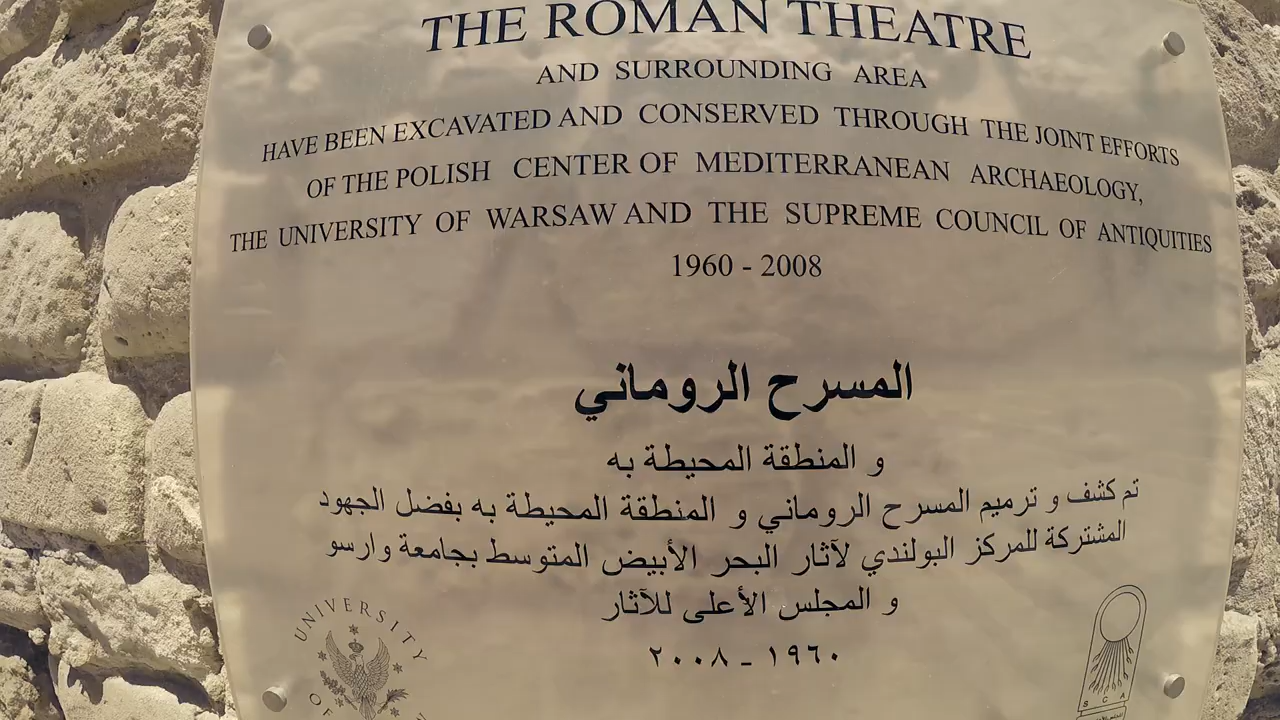 THE ROMAN THEATRE
AND SURROUNDING AREA
HAVE BEEN EXCAVATED AND CONSERVED THROUGH THE JOINT EFFORTS
OF THE POLISH CENTER OF MEDITERRANEAN ARCHAEOLOGY,
THE UNIVERSITY OF WARSAW AND THE SUPREME COUNCIL OF ANTIQUITIES
1960 - 2008
المسرح الروماني
و المنطقة المحيطة به
تم كشف و ترميم المسرح الروماني و المنطقة المحيطة به بفضل الجهود
المشتركة للمركز البولندي لآثار البحر الأبيض المتوسط بجامعة وارسو
و المجلس الأعلى للآثار
١٩٦٠ - ٢٠٠٨
UNIVERSITY
OF
S C A